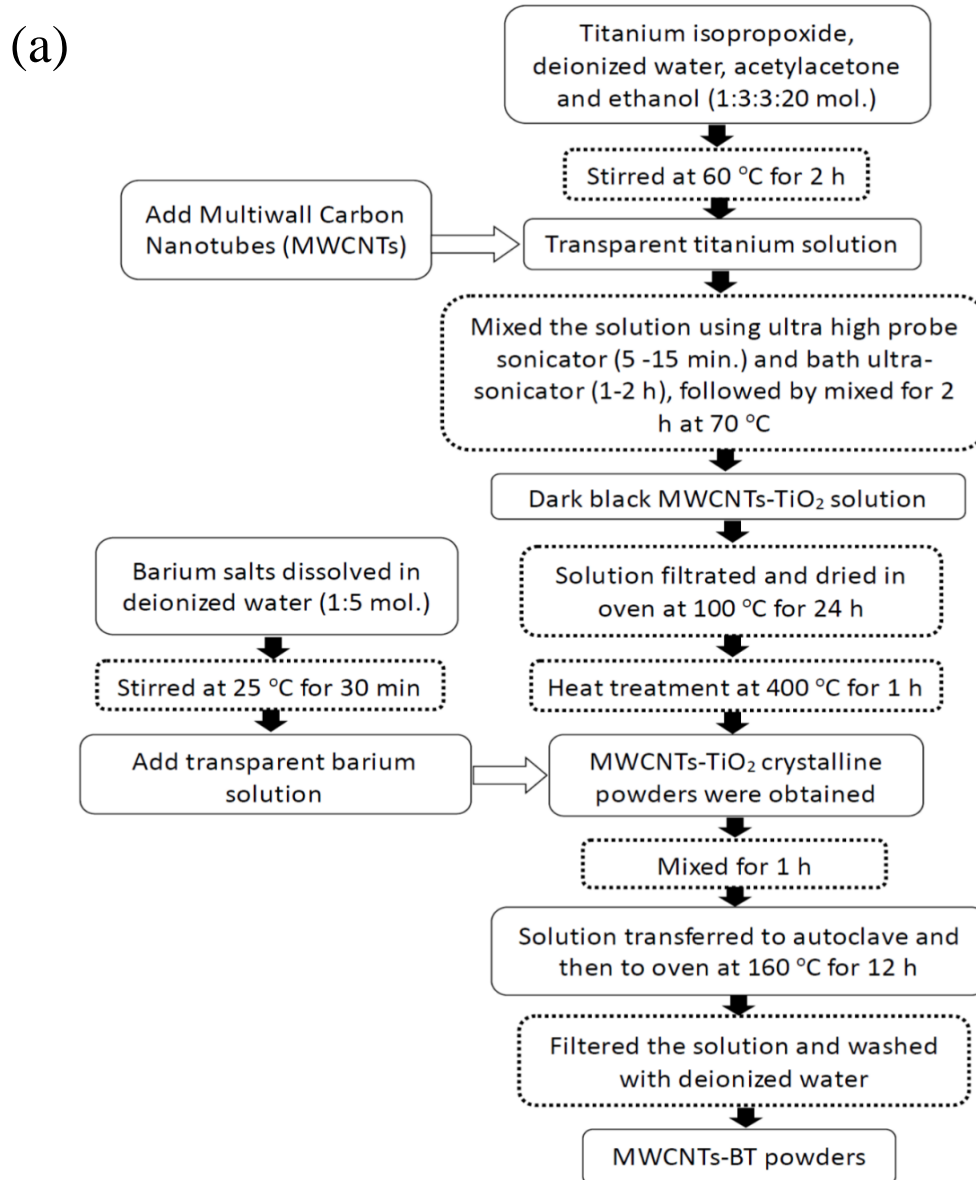 (a)
Titanium isopropoxide,
deionized water, acetylacetone
and ethanol (1:3:3:20 mol.)
Stirred at 60 °C for 2 h
Add Multiwall Carbon
Nanotubes (MWCNTs)
Transparent titanium solution
Mixed the solution using ultra high probe
sonicator (5 -15 min.) and bath ultra-
sonicator (1-2 h), followed by mixed for 2
h at 70 °C
Dark black MWCNTs-TiO₂ solution
Solution filtrated and dried in
oven at 100 °C for 24 h
Barium salts dissolved in
deionized water (1:5 mol.)
Stirred at 25 °C for 30 min
Heat treatment at 400 °C for 1 h
Add transparent barium
solution
MWCNTs-TiO₂ crystalline
powders were obtained
Mixed for 1 h
Solution transferred to autoclave and
then to oven at 160 °C for 12 h
Filtered the solution and washed
with deionized water
MWCNTs-BT powders